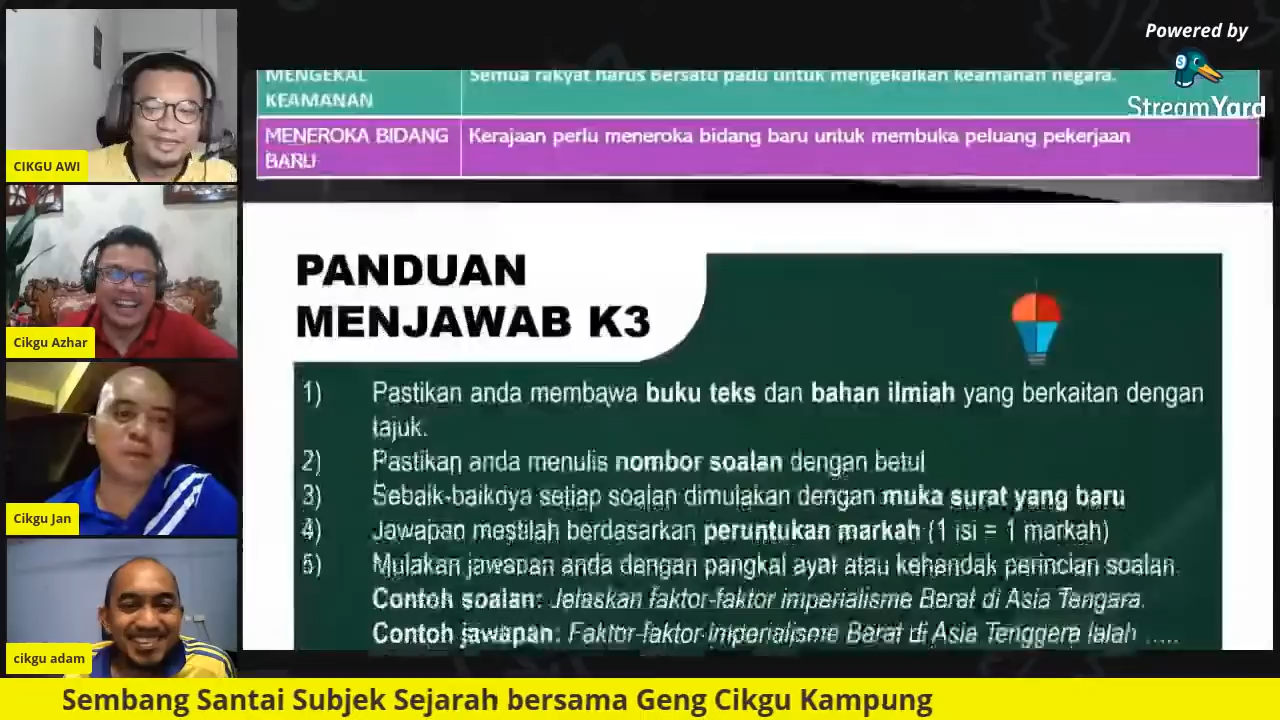 Powered by
StreamYard
MENGEKAL
KEAMANAN
Semua rakyat harus Bersatu padu untuk mengekalkan keamanan negara.
MENEROKA BIDANG
BARU
Kerajaan perlu meneroka bidang baru untuk membuka peluang pekerjaan
CIKGU AWI
Cikgu Azhar
Cikgu Jan
cikgu adam
PANDUAN
MENJAWAB K3
1) Pastikan anda membawa buku teks dan bahan ilmiah yang berkaitan dengan
tajuk.
2) Pastikan anda menulis nombor soalan dengan betul
3) Sebaik-baiknya setiap soalan dimulakan dengan muka surat yang baru
4) Jawapan mestilah berdasarkan peruntukan markah (1 isi = 1 markah)
5) Mulakan jawapan anda dengan pangkal ayat atau kehendak perincian soalan.
Contoh soalan: Jelaskan faktor-faktor imperialisme Barat di Asia Tengara.
Contoh jawapan: Faktor-faktor imperialisme Barat di Asia Tenggara ialah .....
Sembang Santai Subjek Sejarah bersama Geng Cikgu Kampung